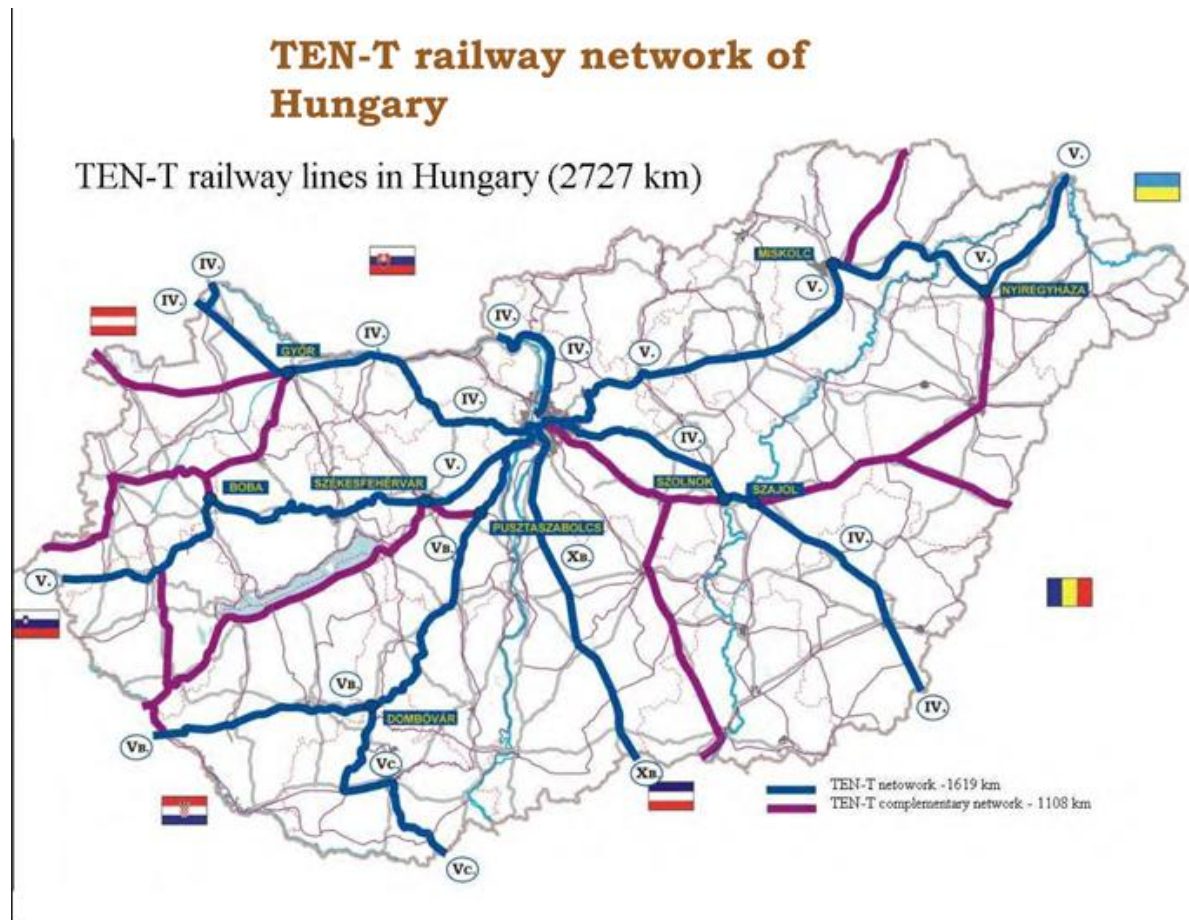 TEN-T railway network of
Hungary
TEN-T railway lines in Hungary (2727 km)
V.
IV.
IV.
MISKOLC
V.
V.
NYÍREGYHÁZA
IV.
IV.
IV.
V.
GYŐR
IV.
IV.
V.
BOBA
SZÉKESFEHÉRVÁR
SZOLNOK
SZAJOL
PUSZTASZABOLCS
VB.
XB.
IV.
V.
VB.
DOMBÓVÁR
IV.
VB.
VC.
XB.
TEN-T netowork -1619 km
TEN-T complementary network - 1108 km
VC.